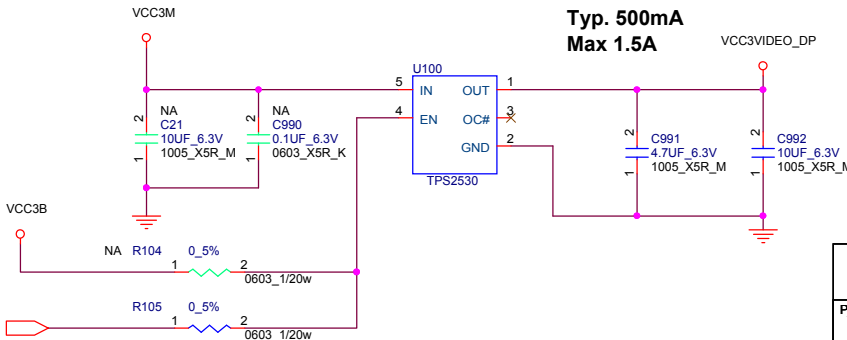 Typ. 500mA
Max 1.5A
VCC3M
VCC3VIDEO_DP
U100
5 IN OUT 1
4 EN OC# 3
GND 2
TPS2530
NA
C21
10UF_6.3V
1005_X5R_M
2
1
NA
C990
0.1UF_6.3V
0603_X5R_K
2
1
C991
4.7UF_6.3V
1005_X5R_M
2
1
C992
10UF_6.3V
1005_X5R_M
2
1
VCC3B
NA R104 0_5%
1 2
0603_1/20w
R105 0_5%
1 2
0603_1/20w
P